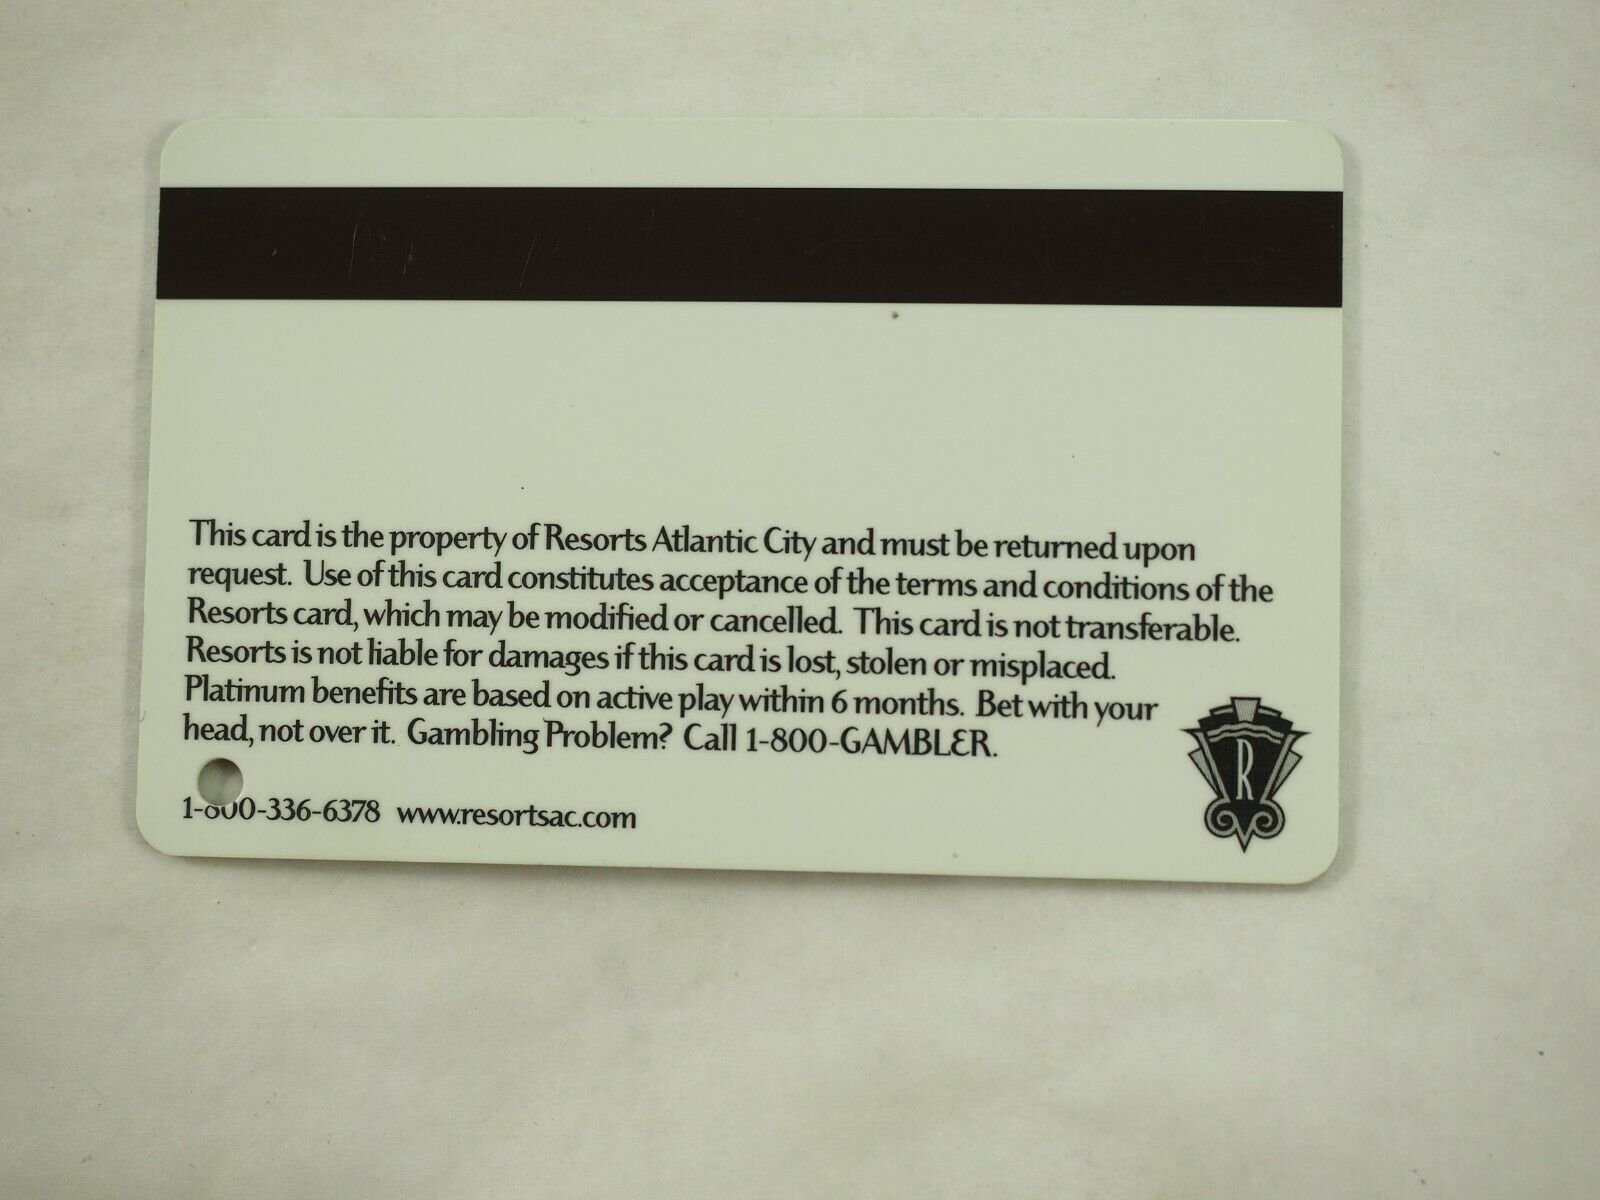 This card is the property of Resorts Atlantic City and must be returned upon
request. Use of this card constitutes acceptance of the terms and conditions of the
Resorts card, which may be modified or cancelled. This card is not transferable.
Resorts is not liable for damages if this card is lost, stolen or misplaced.
Platinum benefits are based on active play within 6 months. Bet with your
head, not over it. Gambling Problem? Call 1-800-GAMBLER.
R
1-800-336-6378 www.resortsac.com